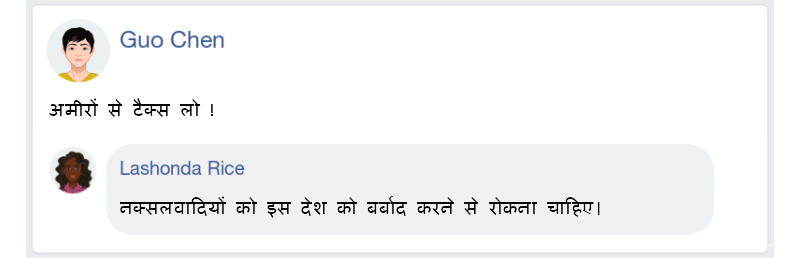 Guo Chen
अमीरों से टैक्स लो !
Lashonda Rice
नक्सलवादियों को इस देश को बर्बाद करने से रोकना चाहिए।